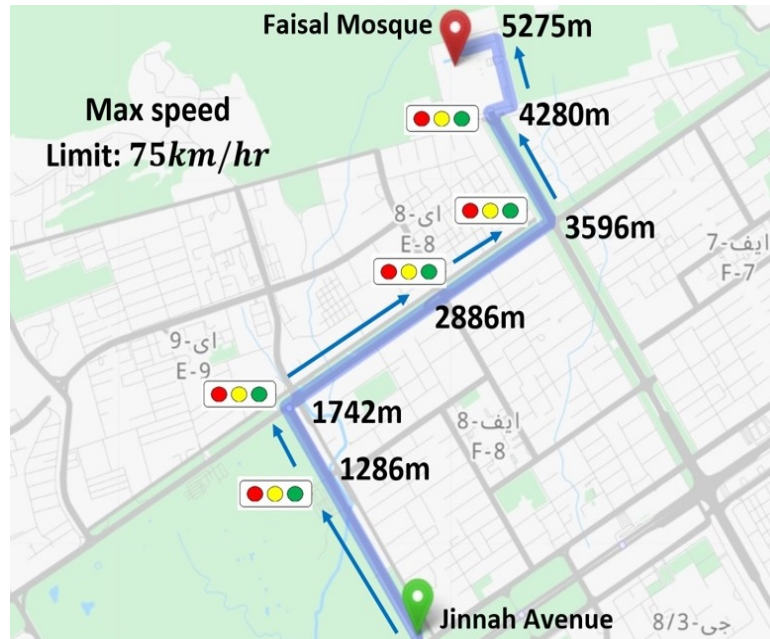 Faisal Mosque
5275m
Max speed
Limit: 75km/hr
4280m
ای-8
E-8
3596m
ایف-7
F-7
2886m
ای-9
E-9
1742m
ایف-8
F-8
1286m
Jinnah Avenue
جی-8/3